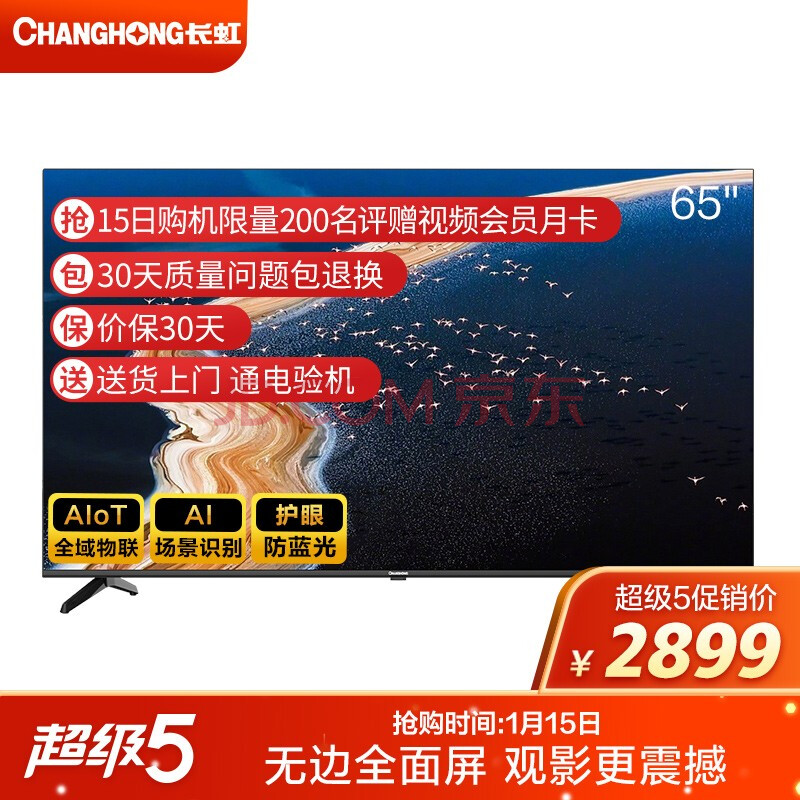 CHANGHONG长虹
65"
抢 15日购机限量200名评赠视频会员月卡
包 30天质量问题包退换
保 价保30天
送 送货上门 通电验机
JD.COM 京东
AIoT
全域物联
AI
场景识别
护眼
防蓝光
CHANGHONG
超级5促销价
¥2899
超级5
抢购时间:1月15日
无边全面屏 观影更震撼